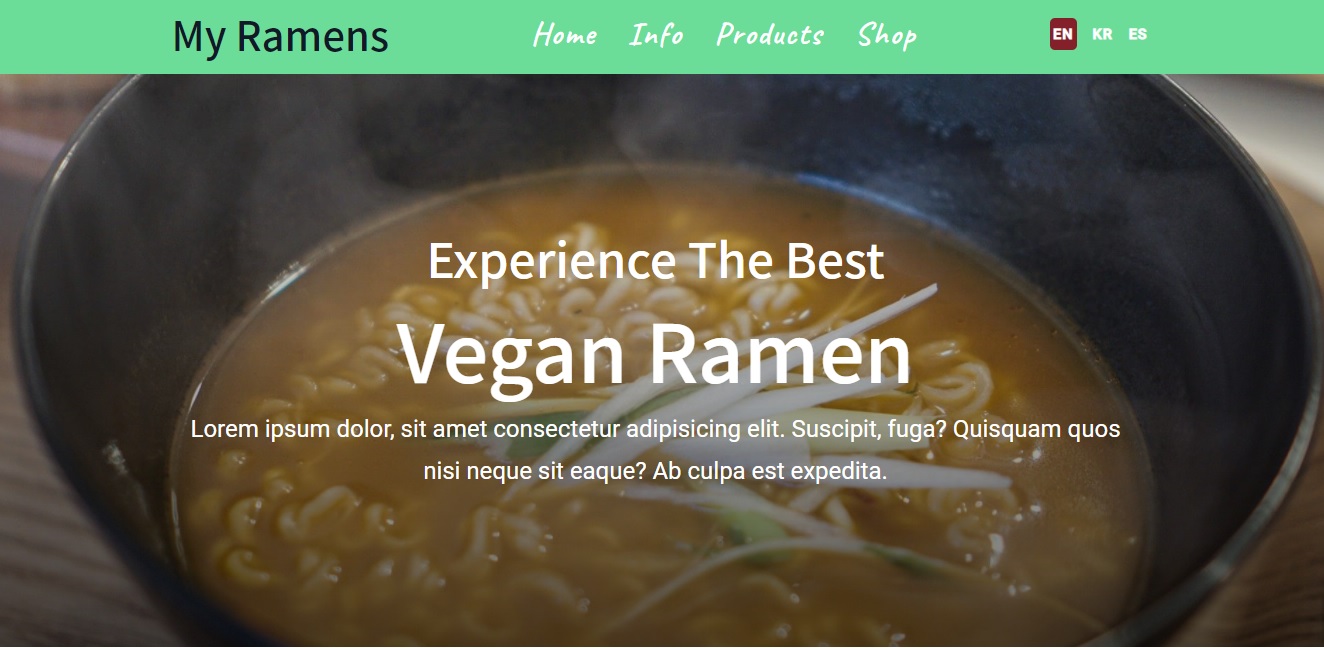 My Ramens
Home Info Products Shop
EN KR ES
Experience The Best
Vegan Ramen
Lorem ipsum dolor, sit amet consectetur adipisicing elit. Suscipit, fuga? Quisquam quos
nisi neque sit eaque? Ab culpa est expedita.